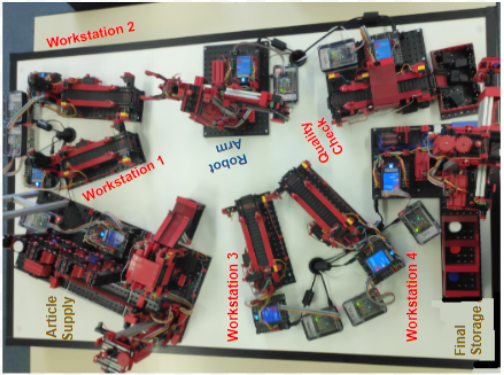 Workstation 2
Robot
Arm
Quality
Check
Workstation 1
Workstation 3
Workstation 4
Article
Supply
Final
Storage